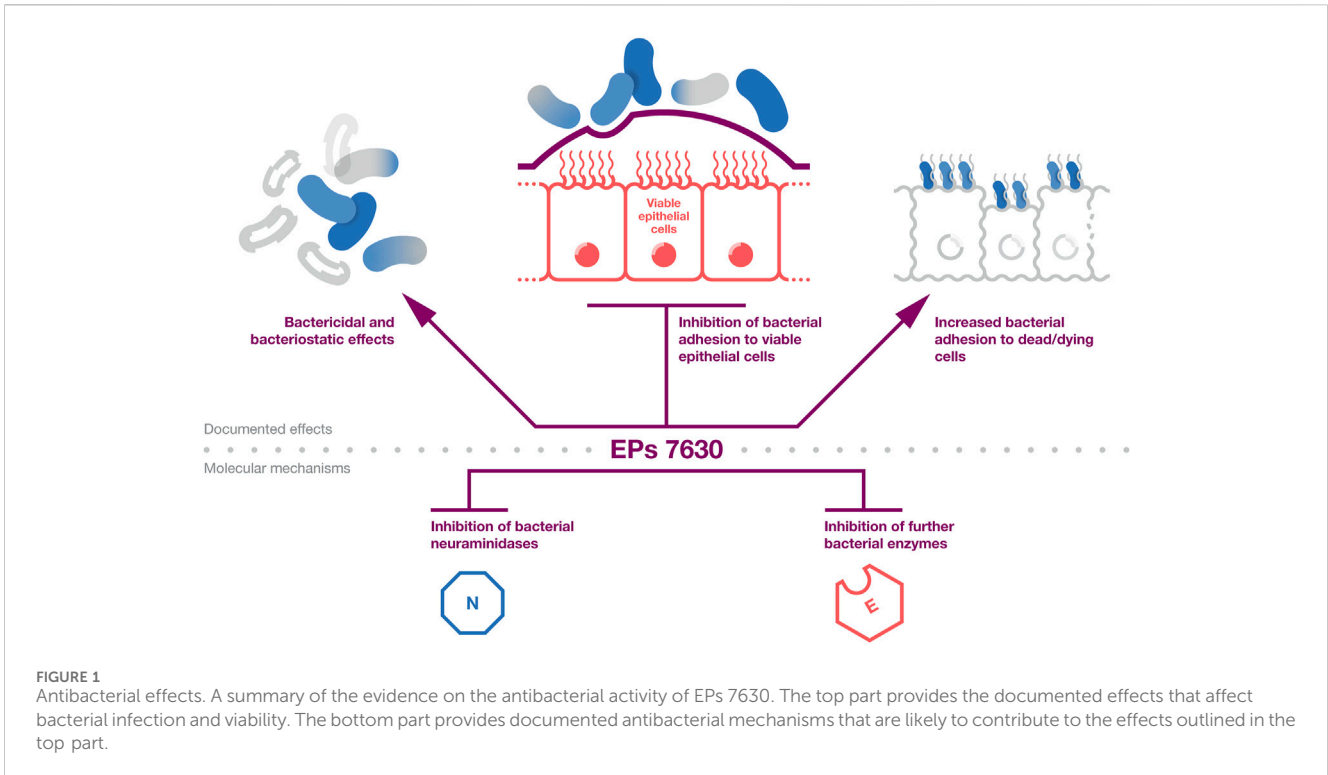 Viable
epithelial
cells
Bactericidal and
bacteriostatic effects
Inhibition of bacterial
adhesion to viable
epithelial cells
Increased bacterial
adhesion to dead/dying
cells
Documented effects
EPs 7630
Molecular mechanisms
Inhibition of bacterial
neuraminidases
Inhibition of further
bacterial enzymes
N
E
FIGURE 1
Antibacterial effects. A summary of the evidence on the antibacterial activity of EPs 7630. The top part provides the documented effects that affect
bacterial infection and viability. The bottom part provides documented antibacterial mechanisms that are likely to contribute to the effects outlined in the
top part.